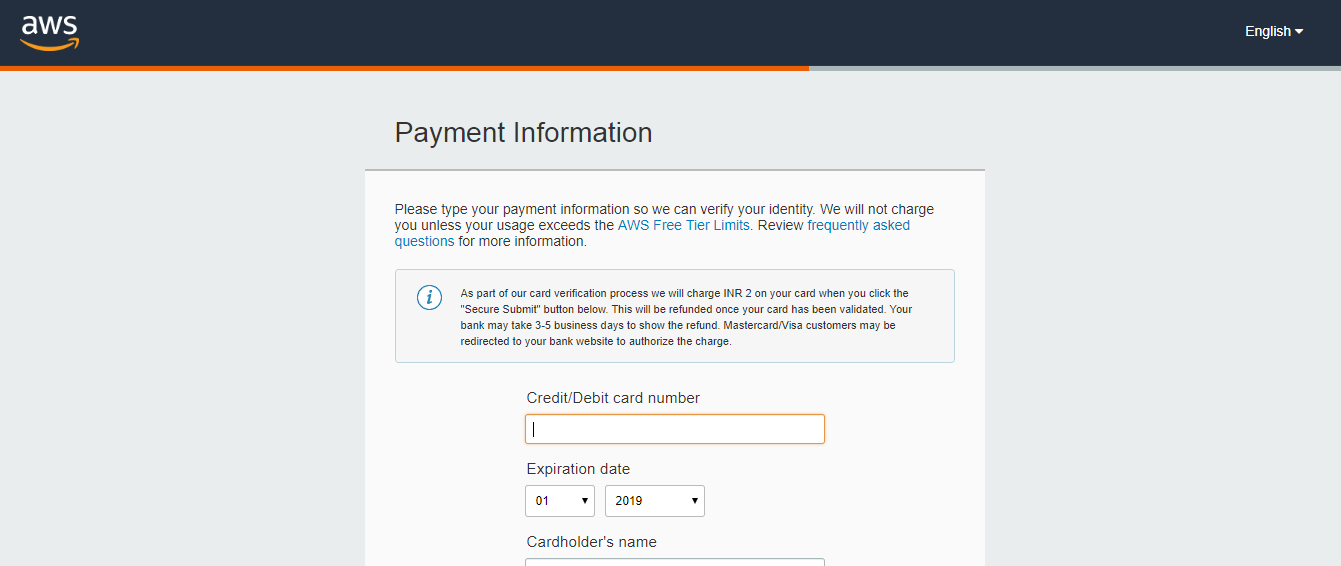 aws
English
Payment Information
Please type your payment information so we can verify your identity. We will not charge
you unless your usage exceeds the AWS Free Tier Limits. Review frequently asked
questions for more information.
i
As part of our card verification process we will charge INR 2 on your card when you click the
"Secure Submit" button below. This will be refunded once your card has been validated. Your
bank may take 3-5 business days to show the refund. Mastercard/Visa customers may be
redirected to your bank website to authorize the charge.
Credit/Debit card number
Expiration date
01 2019
Cardholder's name